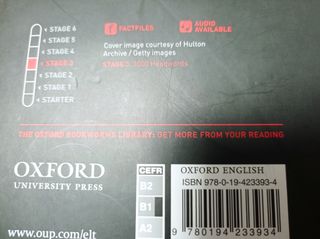 STAGE 6
STAGE 5
STAGE 4
STAGE 3
STAGE 2
STAGE 1
STARTER
FACTFILES
AUDIO
AVAILABLE
Cover image courtesy of Hulton
Archive / Getty images
STAGE 3, 1000 Headwords
THE OXFORD BOOKWORMS LIBRARY: GET MORE FROM YOUR READING
OXFORD
UNIVERSITY PRESS
www.oup.com/elt
CEFR
B2
B1
A2
OXFORD ENGLISH
ISBN 978-0-19-423393-4
9 780194 233934